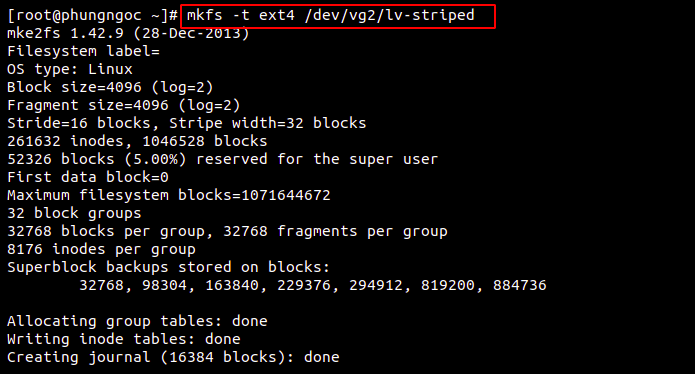 [root@phungngoc ~]# mkfs -t ext4 /dev/vg2/lv-striped
mke2fs 1.42.9 (28-Dec-2013)
Filesystem label=
OS type: Linux
Block size=4096 (log=2)
Fragment size=4096 (log=2)
Stride=16 blocks, Stripe width=32 blocks
261632 inodes, 1046528 blocks
52326 blocks (5.00%) reserved for the super user
First data block=0
Maximum filesystem blocks=1071644672
32 block groups
32768 blocks per group, 32768 fragments per group
8176 inodes per group
Superblock backups stored on blocks:
32768, 98304, 163840, 229376, 294912, 819200, 884736
Allocating group tables: done
Writing inode tables: done
Creating journal (16384 blocks): done